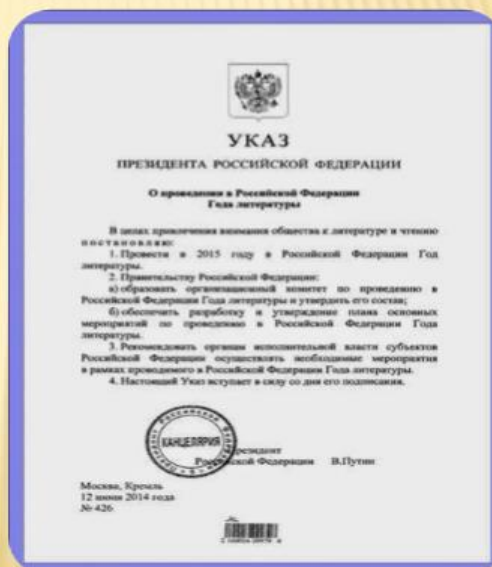 УКАЗ
ПРЕЗИДЕНТА РОССИЙСКОЙ ФЕДЕРАЦИИ
О проведении в Российской Федерации
Года литературы
В целях привлечения внимания общества к литературе и чтению
постановляю:
1. Провести в 2015 году в Российской Федерации Год
литературы.
2. Правительству Российской Федерации:
а) образовать организационный комитет по проведению в
Российской Федерации Года литературы и утвердить его состав;
б) обеспечить разработку и утверждение плана основных
мероприятий по проведению в Российской Федерации Года
литературы.
3. Рекомендовать органам исполнительной власти субъектов
Российской Федерации осуществлять необходимые мероприятия
в рамках проводимого в Российской Федерации Года литературы.
4. Настоящий Указ вступает в силу со дня его подписания.
КАНЦЕЛЯРИЯ
Президент
Российской Федерации В.Путин
Москва, Кремль
12 июня 2014 года
№ 426